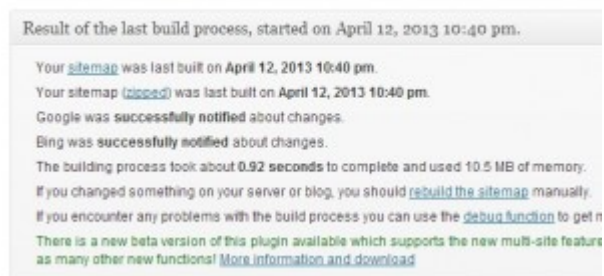 Result of the last build process, started on April 12, 2013 10:40 pm.
Your sitemap was last built on April 12, 2013 10:40 pm.
Your sitemap (zipped) was last built on April 12, 2013 10:40 pm.
Google was successfully notified about changes.
Bing was successfully notified about changes.
The building process took about 0.92 seconds to complete and used 10.5 MB of memory.
If you changed something on your server or blog, you should rebuild the sitemap manually.
If you encounter any problems with the build process you can use the debug function to get
There is a new beta version of this plugin available which supports the new multi-site feature
as many other new functions! More information and download